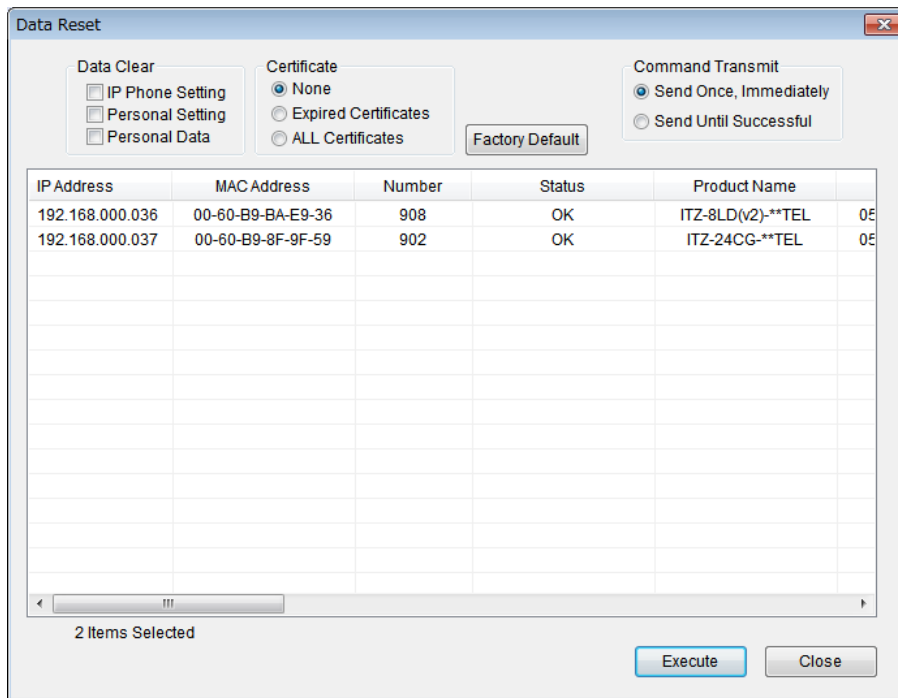 Data Reset
Data Clear
IP Phone Setting
Personal Setting
Personal Data
Certificate
None
Expired Certificates
ALL Certificates
Factory Default
Command Transmit
Send Once, Immediately
Send Until Successful
IP Address MAC Address Number Status Product Name
192.168.000.036 00-60-B9-BA-E9-36 908 OK ITZ-8LD(v2)-**TEL 05
192.168.000.037 00-60-B9-8F-9F-59 902 OK ITZ-24CG-**TEL 05
2 Items Selected
Execute Close